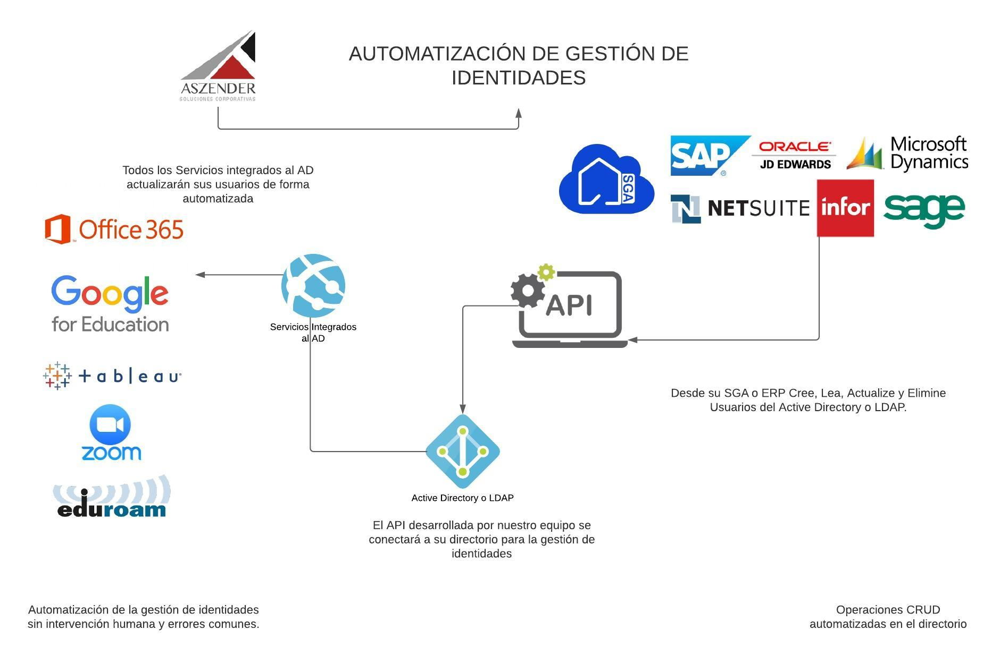 ASZENDER
SOLUCIONES CORPORATIVAS
AUTOMATIZACIÓN DE GESTIÓN DE
IDENTIDADES
Todos los Servicios integrados al AD
actualizarán sus usuarios de forma
automatizada
SGA
SAP®
ORACLE®
JD EDWARDS
Microsoft
Dynamics
NETSUITE
infor
sage
Office 365
Google
for Education
+ableau
zoom
eduroam
Servicios Integrados
al AD
API
Desde su SGA o ERP Cree, Lea, Actualize y Elimine
Usuarios del Active Directory o LDAP.
Active Directory o LDAP
El API desarrollada por nuestro equipo se
conectará a su directorio para la gestión de
identidades
Automatización de la gestión de identidades
sin intervención humana y errores comunes.
Operaciones CRUD
automatizadas en el directorio